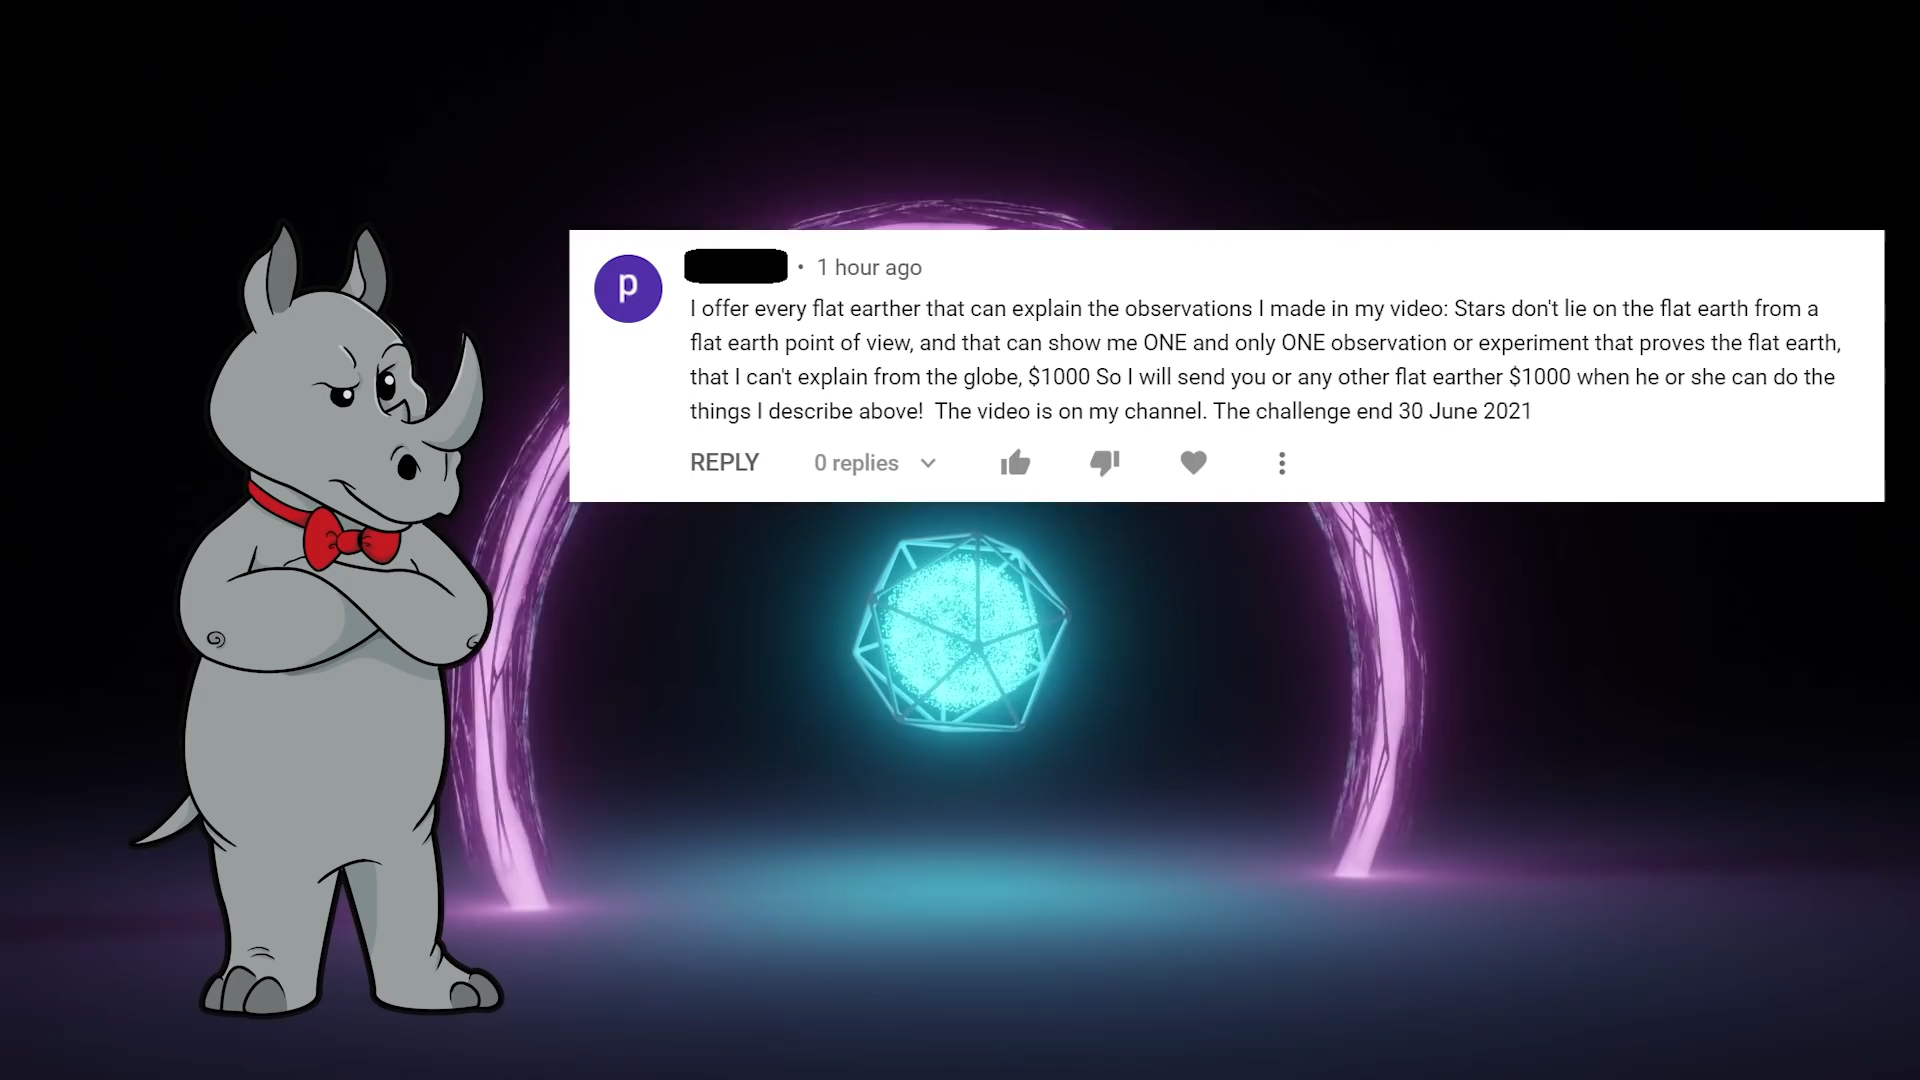 p
• 1 hour ago
I offer every flat earther that can explain the observations I made in my video: Stars don't lie on the flat earth from a
flat earth point of view, and that can show me ONE and only ONE observation or experiment that proves the flat earth,
that I can't explain from the globe, $1000 So I will send you or any other flat earther $1000 when he or she can do the
things I describe above!  The video is on my channel. The challenge end 30 June 2021
REPLY 0 replies